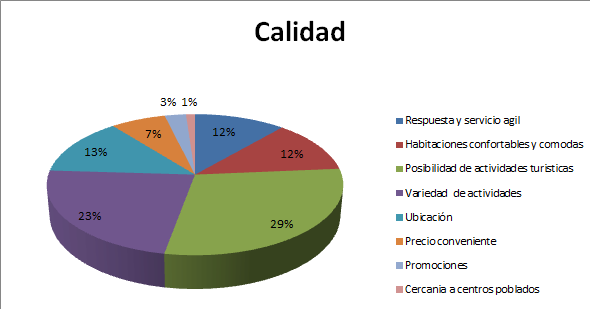 Calidad
3%
1%
12%
7%
12%
13%
23%
29%
Respuesta y servicio agil
Habitaciones confortables y comodas
Posibilidad de actividades turisticas
Variedad de actividades
Ubicación
Precio conveniente
Promociones
Cercania a centros poblados